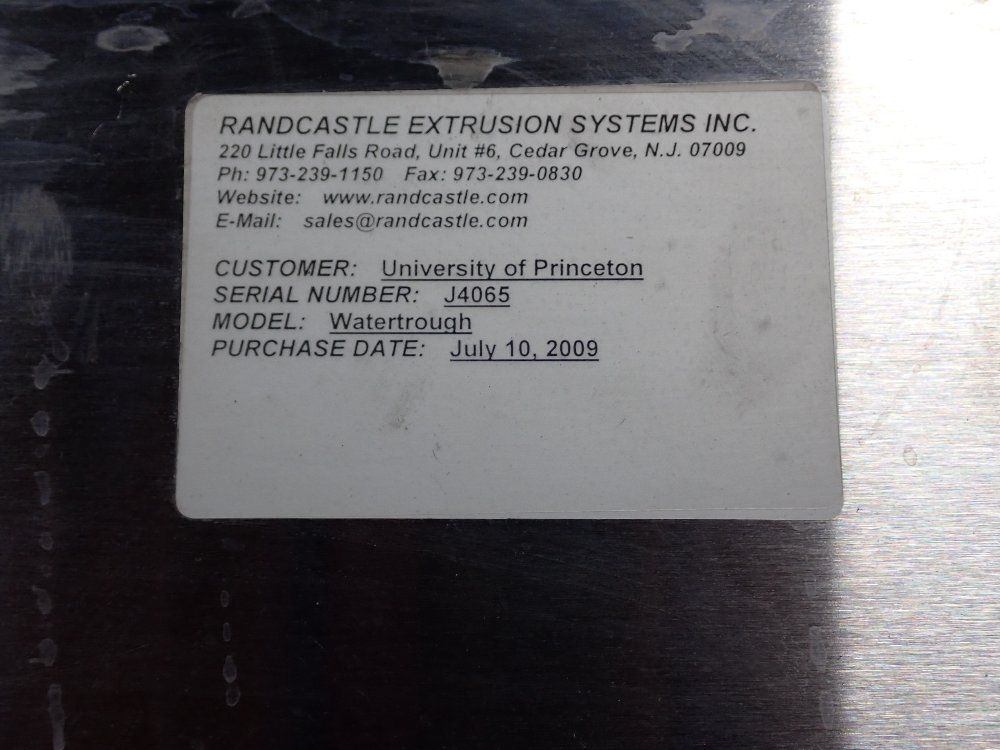 RANDCASTLE EXTRUSION SYSTEMS INC.
220 Little Falls Road, Unit #6, Cedar Grove, N.J. 07009
Ph: 973-239-1150 Fax: 973-239-0830
Website: www.randcastle.com
E-Mail: sales@randcastle.com
CUSTOMER: University of Princeton
SERIAL NUMBER: J4065
MODEL: Watertrough
PURCHASE DATE: July 10, 2009